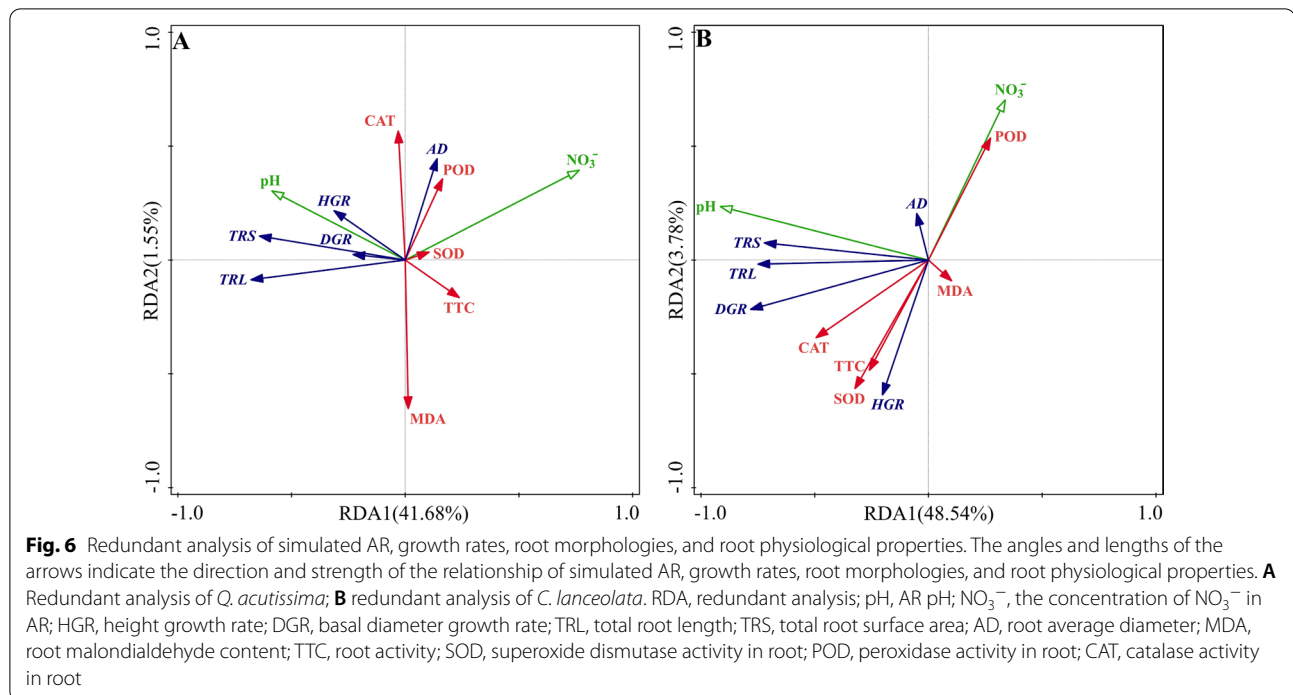 A
1.0
-1.0
RDA2(1.55%)
CAT
AD
POD
NO₃⁻
pH
HGR
TRS
DGR
SOD
TRL
TTC
MDA
-1.0
RDA1(41.68%)
1.0
B
1.0
-1.0
RDA2(3.78%)
NO₃⁻
POD
pH
AD
TRS
TRL
MDA
DGR
CAT
TTC
SOD
HGR
-1.0
RDA1(48.54%)
1.0
Fig. 6 Redundant analysis of simulated AR, growth rates, root morphologies, and root physiological properties. The angles and lengths of the
arrows indicate the direction and strength of the relationship of simulated AR, growth rates, root morphologies, and root physiological properties. A
Redundant analysis of Q. acutissima; B redundant analysis of C. lanceolata. RDA, redundant analysis; pH, AR pH; NO₃⁻, the concentration of NO₃⁻ in
AR; HGR, height growth rate; DGR, basal diameter growth rate; TRL, total root length; TRS, total root surface area; AD, root average diameter; MDA,
root malondialdehyde content; TTC, root activity; SOD, superoxide dismutase activity in root; POD, peroxidase activity in root; CAT, catalase activity
in root